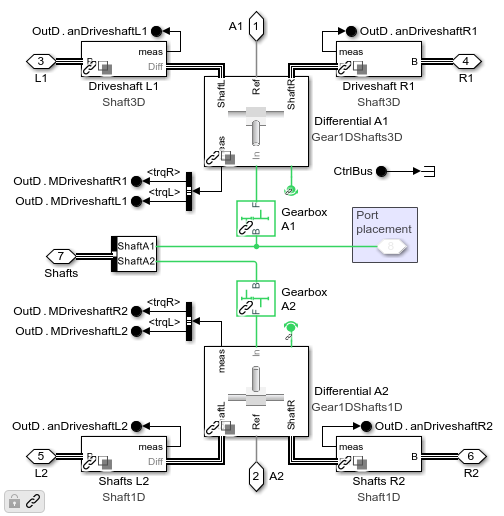 OutD . anDriveshaftL1
A1
1
OutD . anDriveshaftR1
3
L1
meas
Diff
Driveshaft L1
Shaft3D
meas
B
Driveshaft R1
Shaft3D
4
R1
ShaftL
Ref
ShaftR
meas
In
Differential A1
Gear1DShafts3D
<trqR>
OutD . MDriveshaftR1
<trqL>
OutD . MDriveshaftL1
CtrlBus
F
B
Gearbox
A1
Port
placement
7
Shafts
ShaftA1
ShaftA2
B
F
Gearbox
A2
<trqR>
OutD . MDriveshaftR2
<trqL>
OutD . MDriveshaftL2
meas
In
ShaftL
Ref
ShaftR
Differential A2
Gear1DShafts1D
OutD . anDriveshaftL2
OutD . anDriveshaftR2
5
L2
meas
Diff
Shafts L2
Shaft1D
2
A2
meas
B
Shafts R2
Shaft1D
6
R2